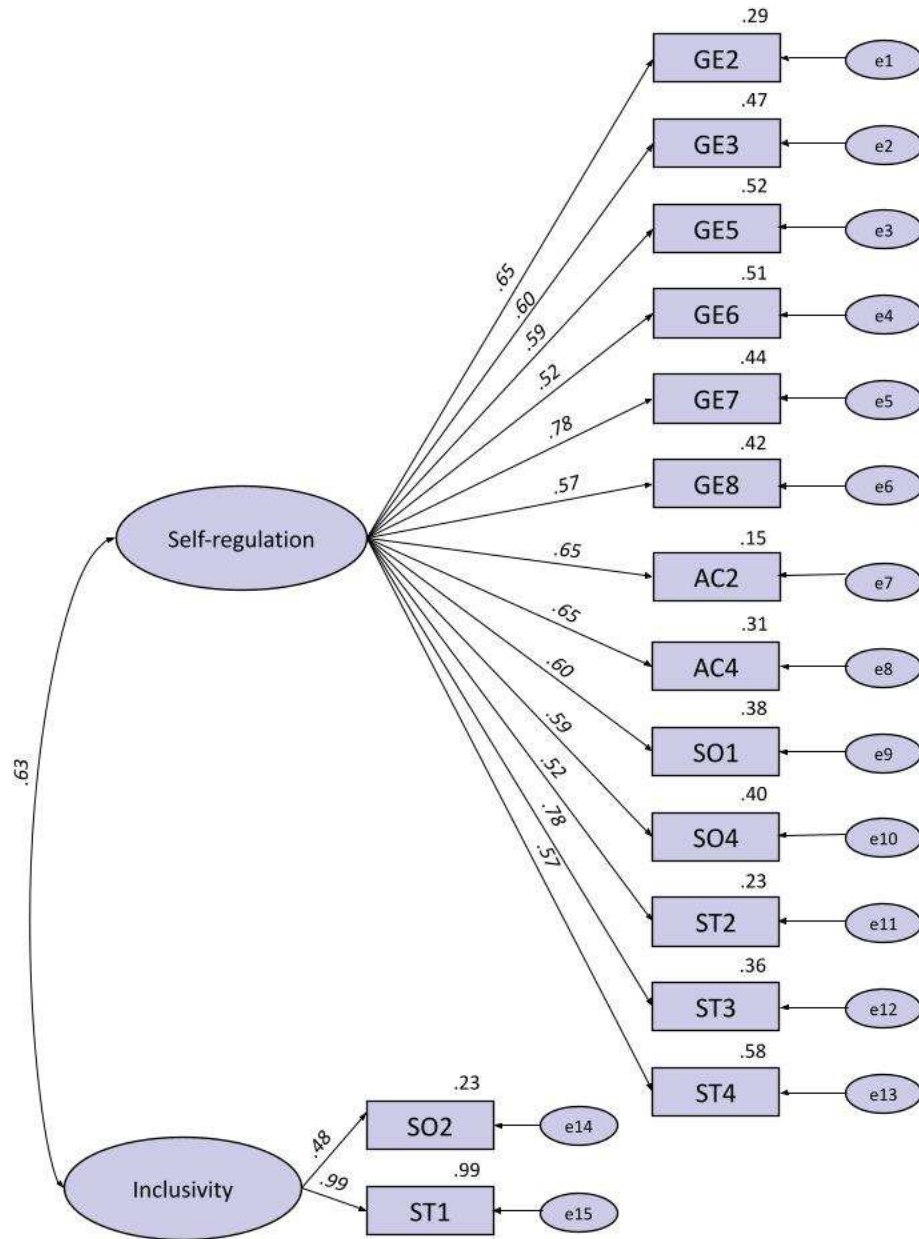 .29
GE2
e1
.47
GE3
e2
.52
GE5
e3
.51
GE6
e4
.44
GE7
e5
.42
GE8
e6
.15
AC2
e7
.31
AC4
e8
.38
SO1
e9
.40
SO4
e10
.23
ST2
e11
.36
ST3
e12
.58
ST4
e13
.65
.60
.59
.52
.78
.57
.65
.65
.60
.59
.52
.78
.57
Self-regulation
.63
.23
SO2
e14
.48
.99
.99
ST1
e15
Inclusivity